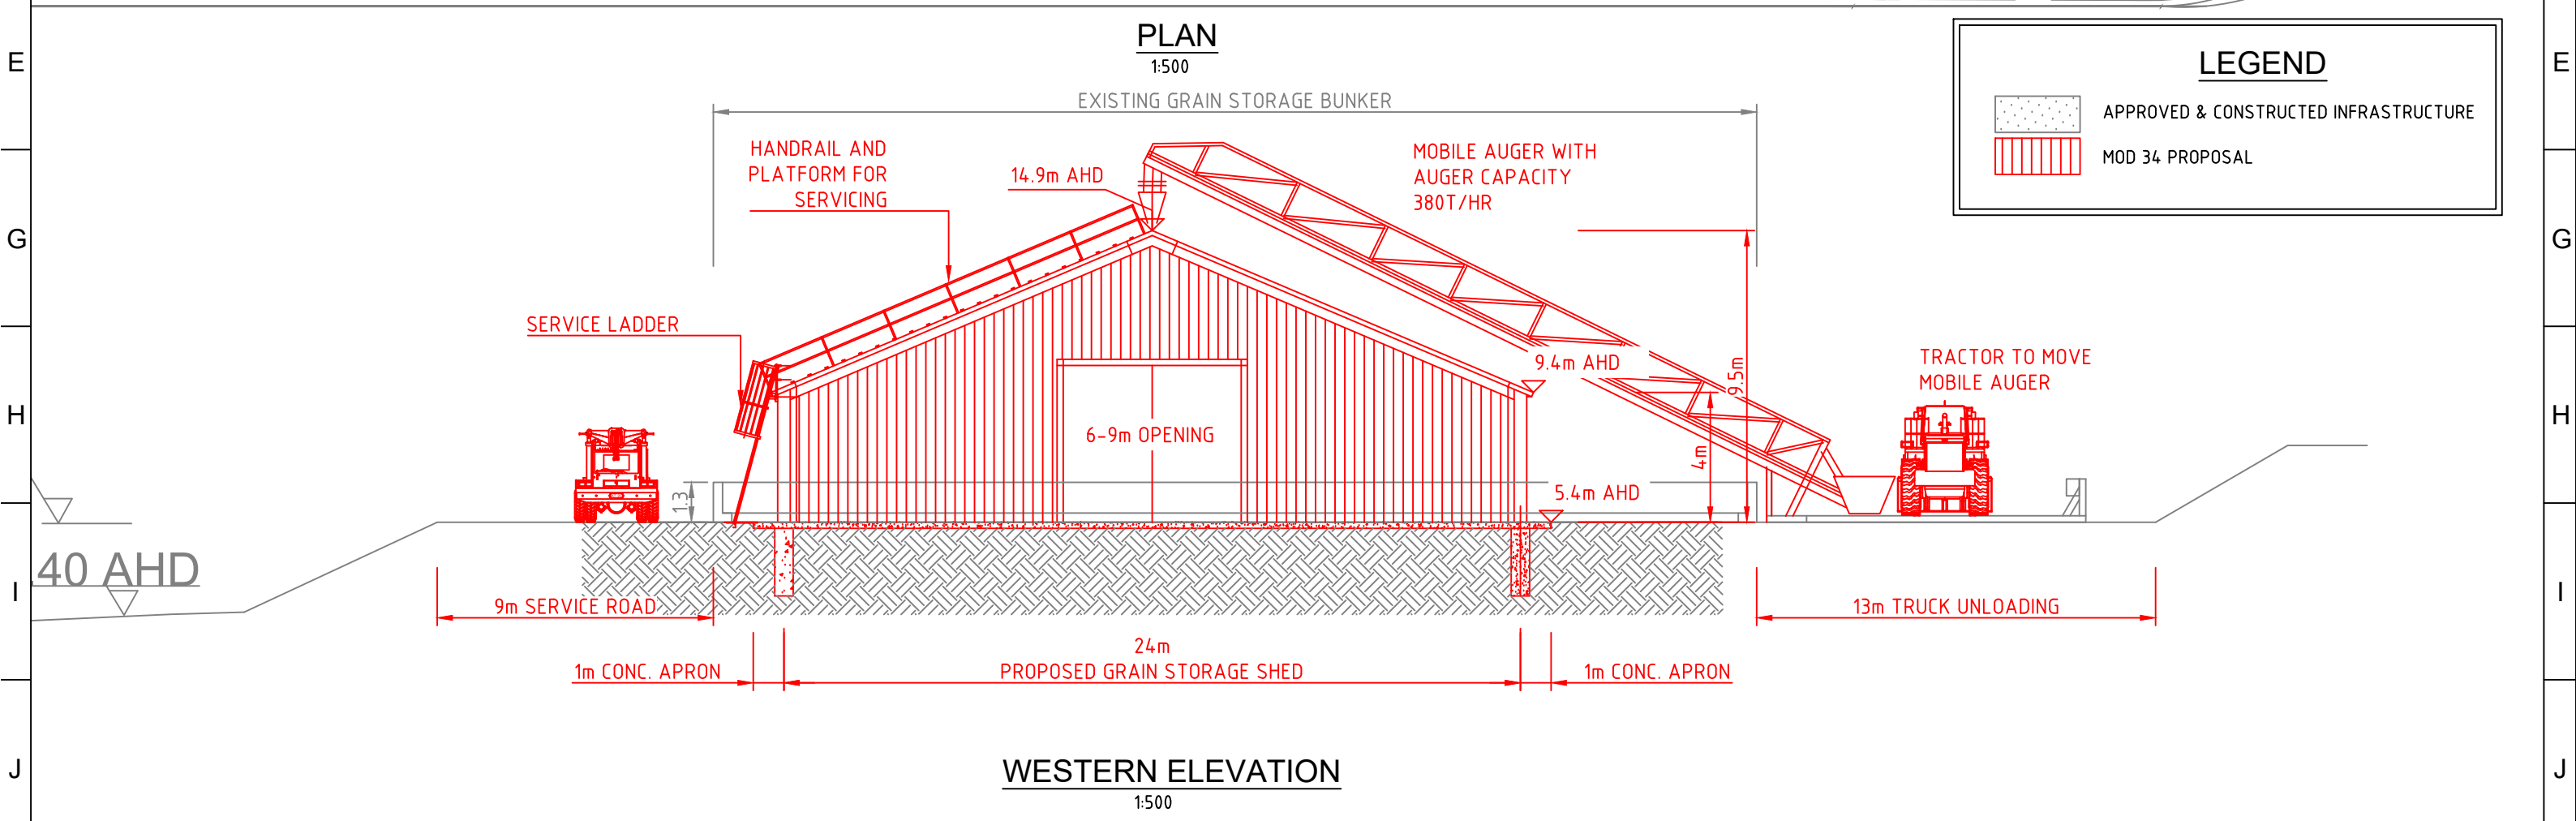 E
PLAN
1:500
LEGEND
APPROVED & CONSTRUCTED INFRASTRUCTURE
MOD 34 PROPOSAL
E
EXISTING GRAIN STORAGE BUNKER
HANDRAIL AND
PLATFORM FOR
SERVICING
14.9m AHD
MOBILE AUGER WITH
AUGER CAPACITY
380T/HR
G
G
SERVICE LADDER
9.4m AHD
9.5m
TRACTOR TO MOVE
MOBILE AUGER
H
6-9m OPENING
4m
H
1.3
5.4m AHD
40 AHD
I
9m SERVICE ROAD
13m TRUCK UNLOADING
I
24m
1m CONC. APRON
PROPOSED GRAIN STORAGE SHED
1m CONC. APRON
J
WESTERN ELEVATION
1:500
J